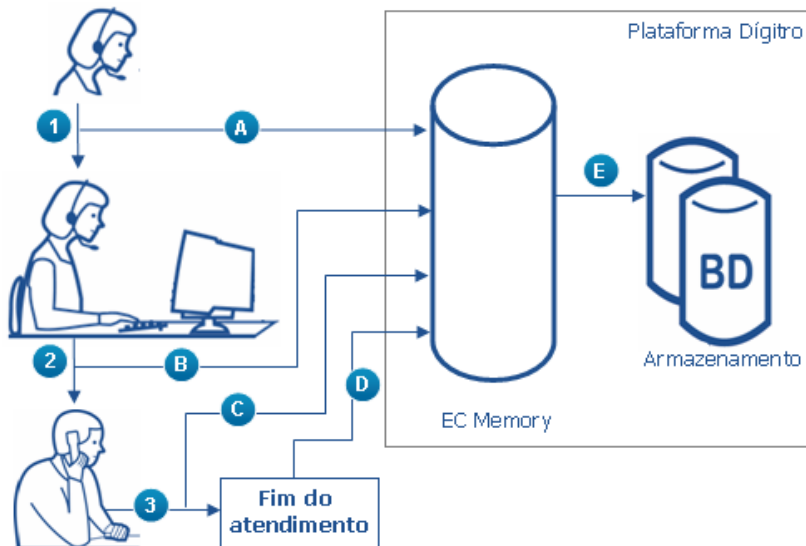 Plataforma Dígitro
1
A
E
BD
2
B
D
Armazenamento
C
EC Memory
3
Fim do
atendimento